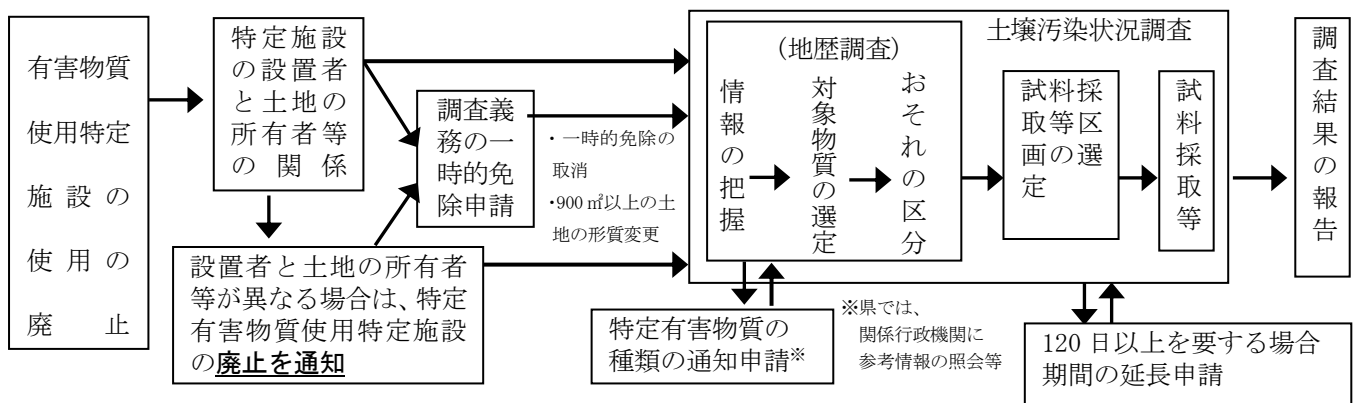 有害物質
使用特定
施設の
使用の
廃止
特定施設
の設置者
と土地の
所有者等
の関係
調査義
務の一
時的免
除申請
・一時的免除の
取消
・900㎡以上の土
地の形質変更
設置者と土地の所有者
等が異なる場合は、特定
有害物質使用特定施設
の廃止を通知
土壌汚染状況調査
(地歴調査)
情報の把握
対象物質の選定
おそれの区分
試料採
取等区
画の選
定
試料採取等
調査結果の報告
特定有害物質の
種類の通知申請※
※県では、
関係行政機関に
参考情報の照会等
120日以上を要する場合
期間の延長申請